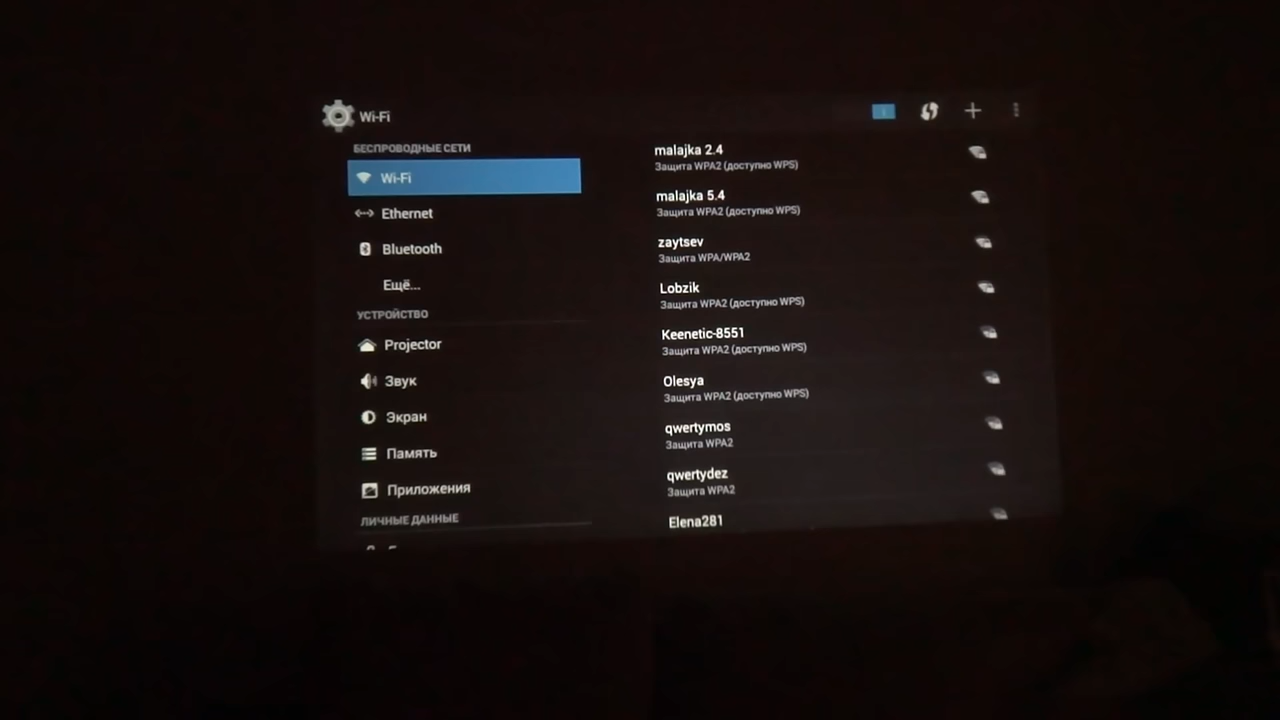 Wi-Fi
БЕСПРОВОДНЫЕ СЕТИ
Wi-Fi
Ethernet
Bluetooth
Ещё...
УСТРОЙСТВО
Projector
Звук
Экран
Память
Приложения
ЛИЧНЫЕ ДАННЫЕ
malajka 2.4
Защита WPA2 (доступно WPS)
malajka 5.4
Защита WPA2 (доступно WPS)
zaytsev
Защита WPA/WPA2
Lobzik
Защита WPA2 (доступно WPS)
Keenetic-8551
Защита WPA2 (доступно WPS)
Olesya
Защита WPA2 (доступно WPS)
qwertymos
Защита WPA2
qwertydez
Защита WPA2
Elena281